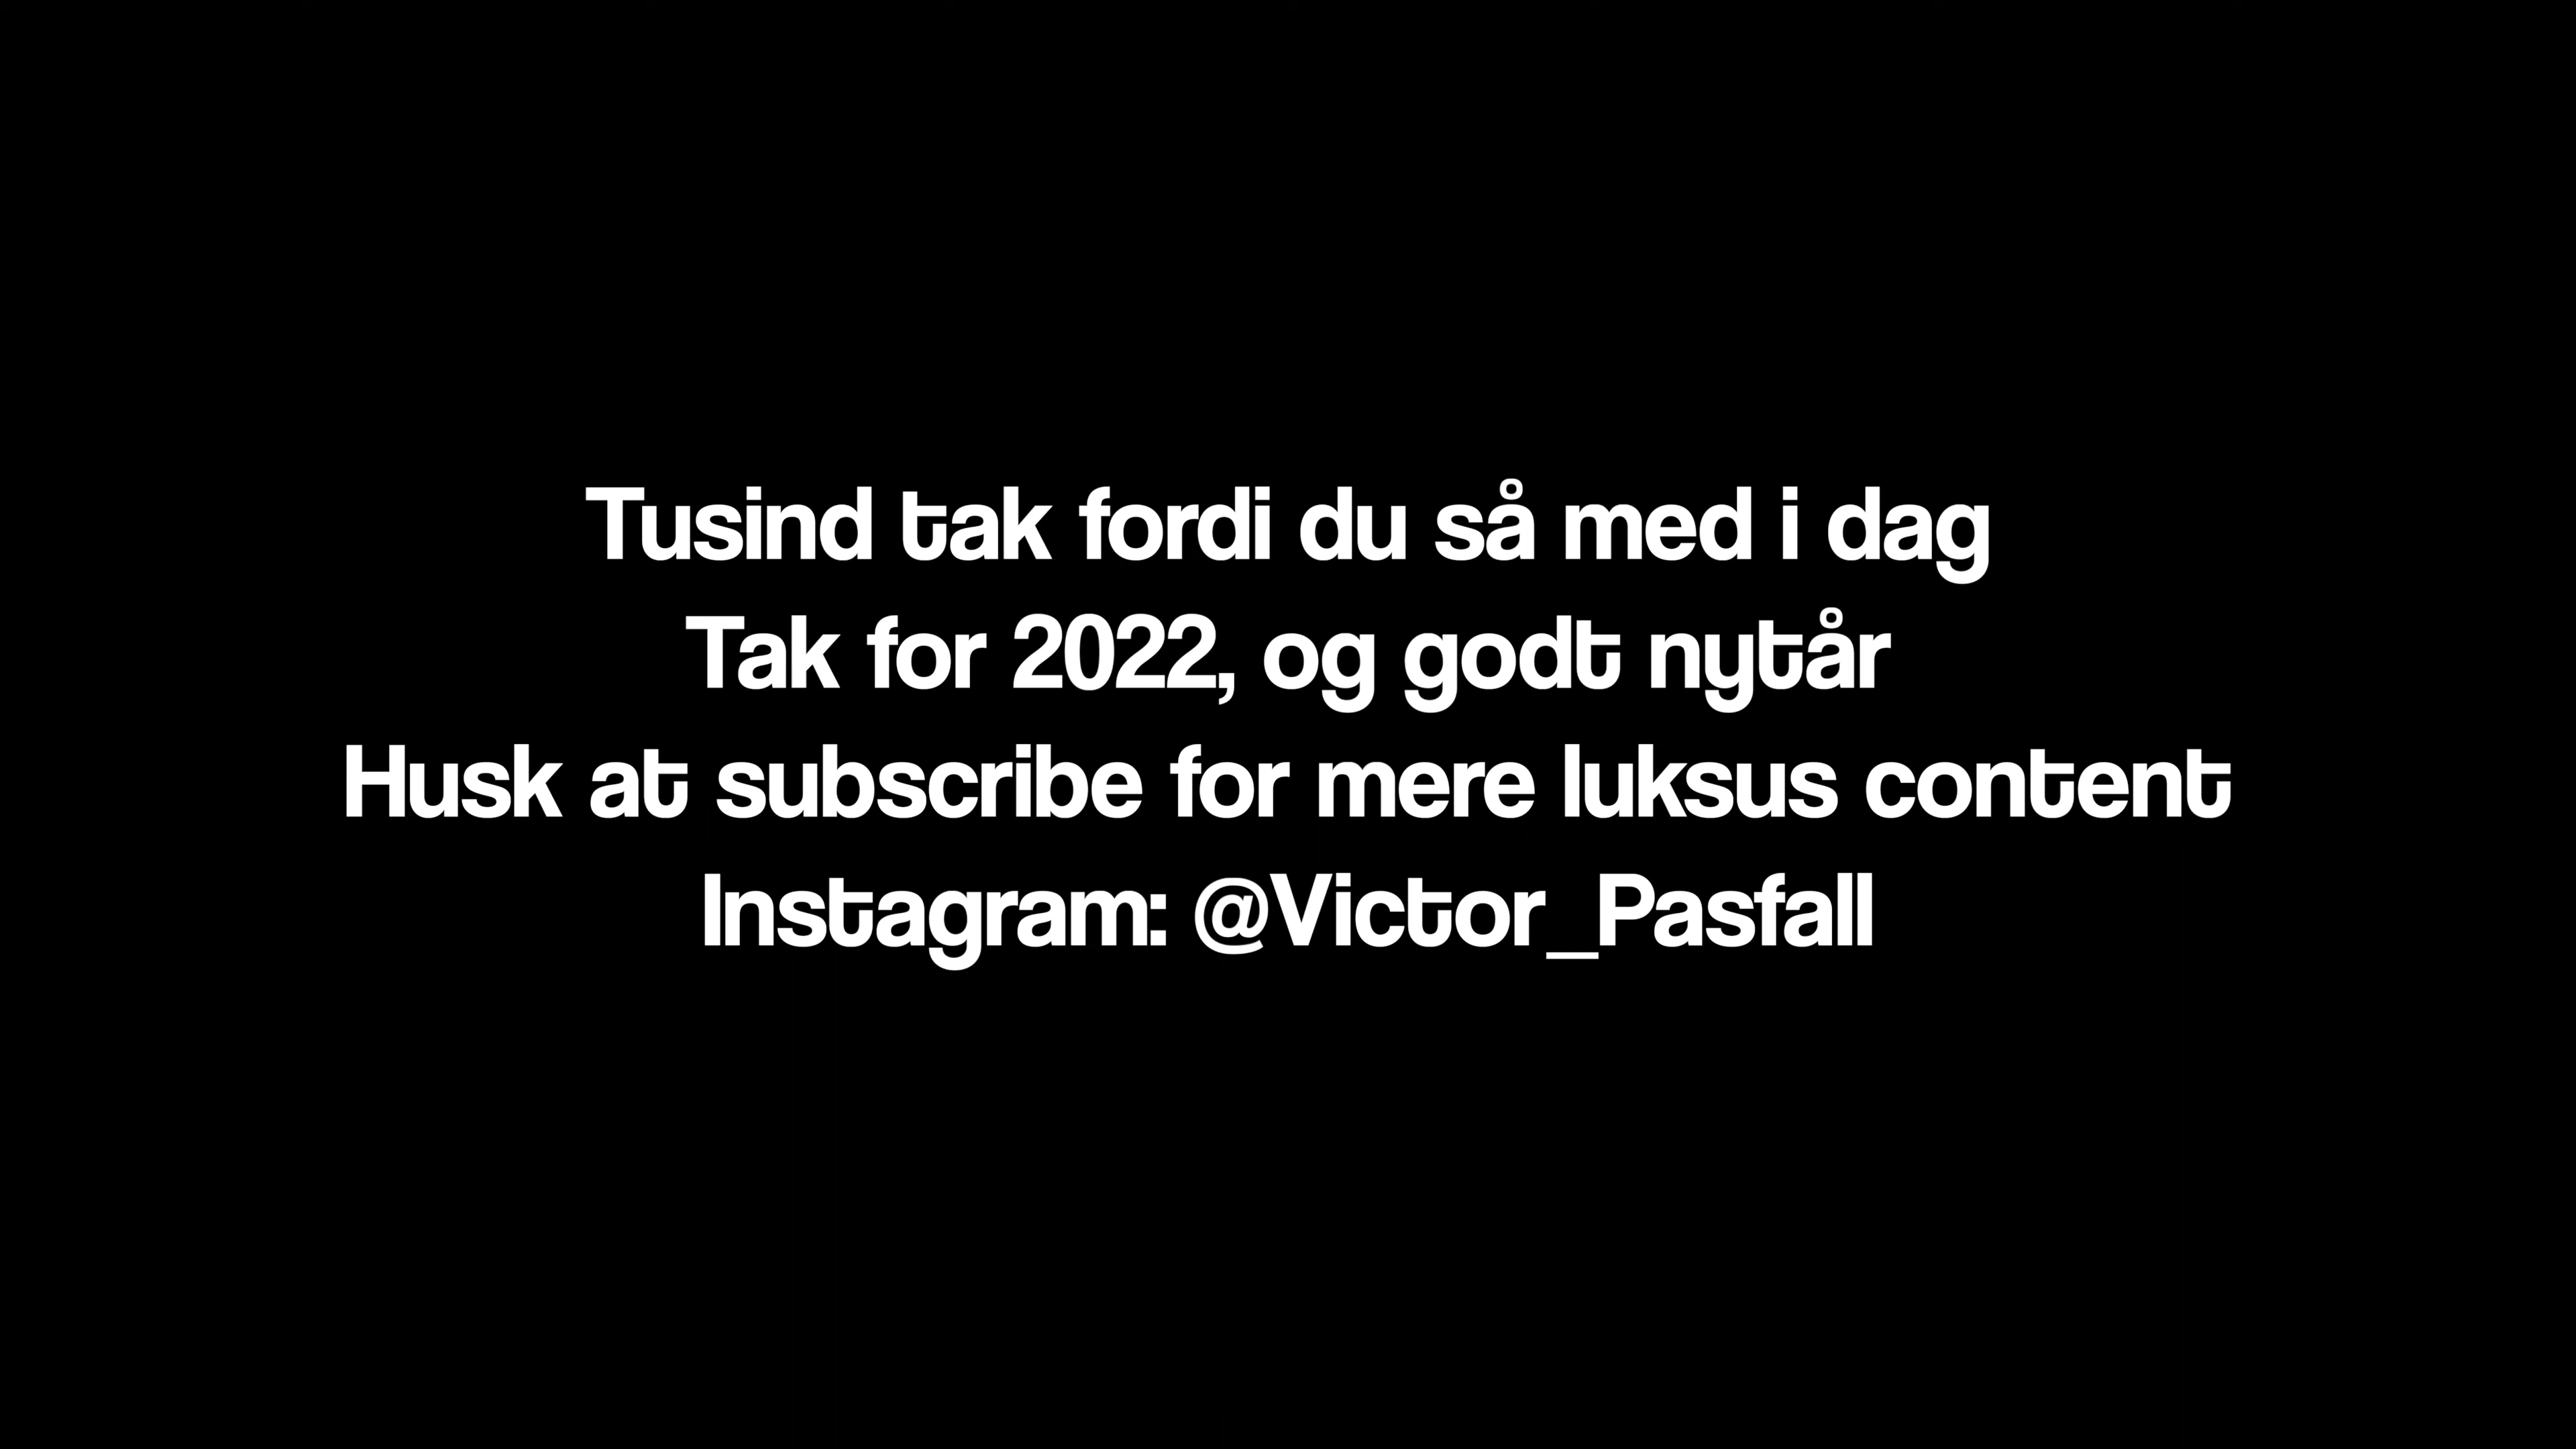 Tusind tak fordi du så med i dag
Tak for 2022, og godt nytår
Husk at subscribe for mere luksus content
Instagram: @Victor_Pasfall